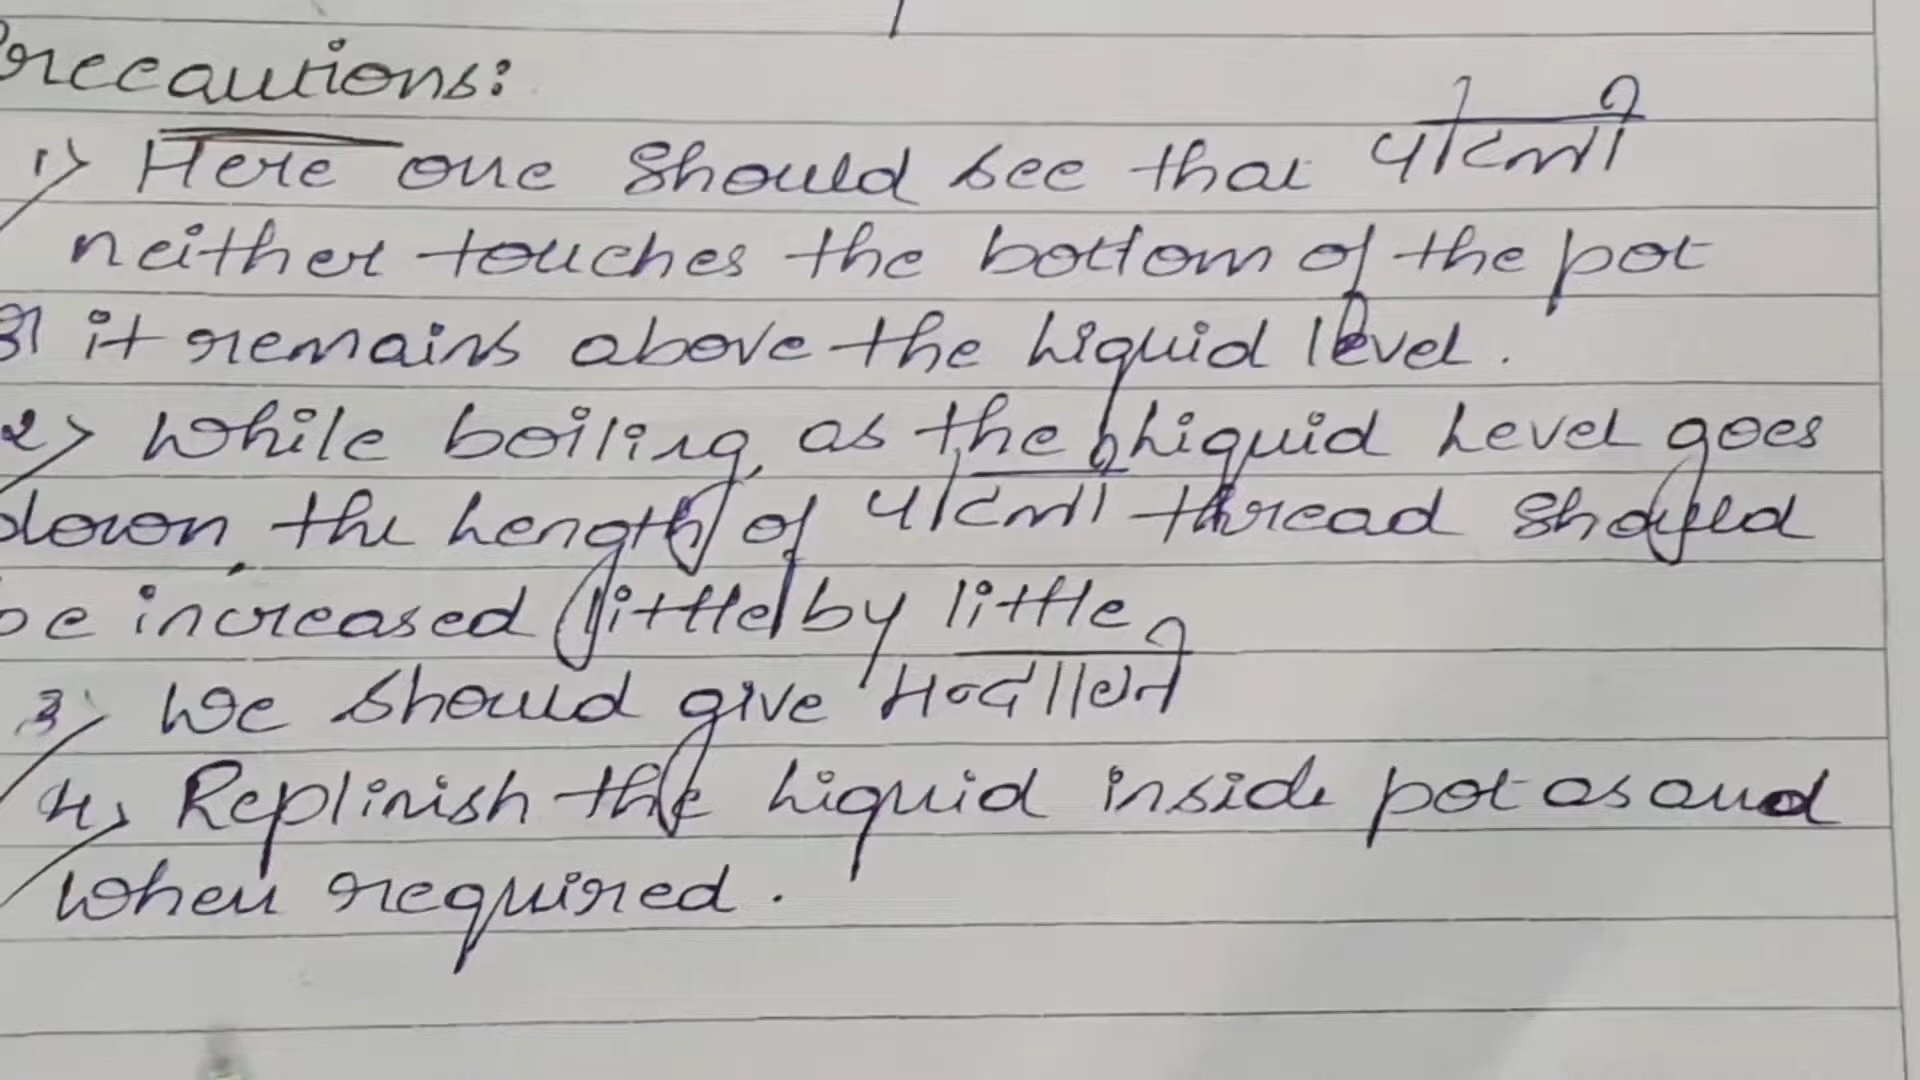 Precautions:
1) Here one should see that पोटली
neither touches the bottom of the pot
or it remains above the liquid level.
2) While boiling, as the liquid level goes
down the length of पोटली thread should
be increased little by little
3) We should give मन्दाग्नि
4) Replinish the liquid inside pot as and
when required.